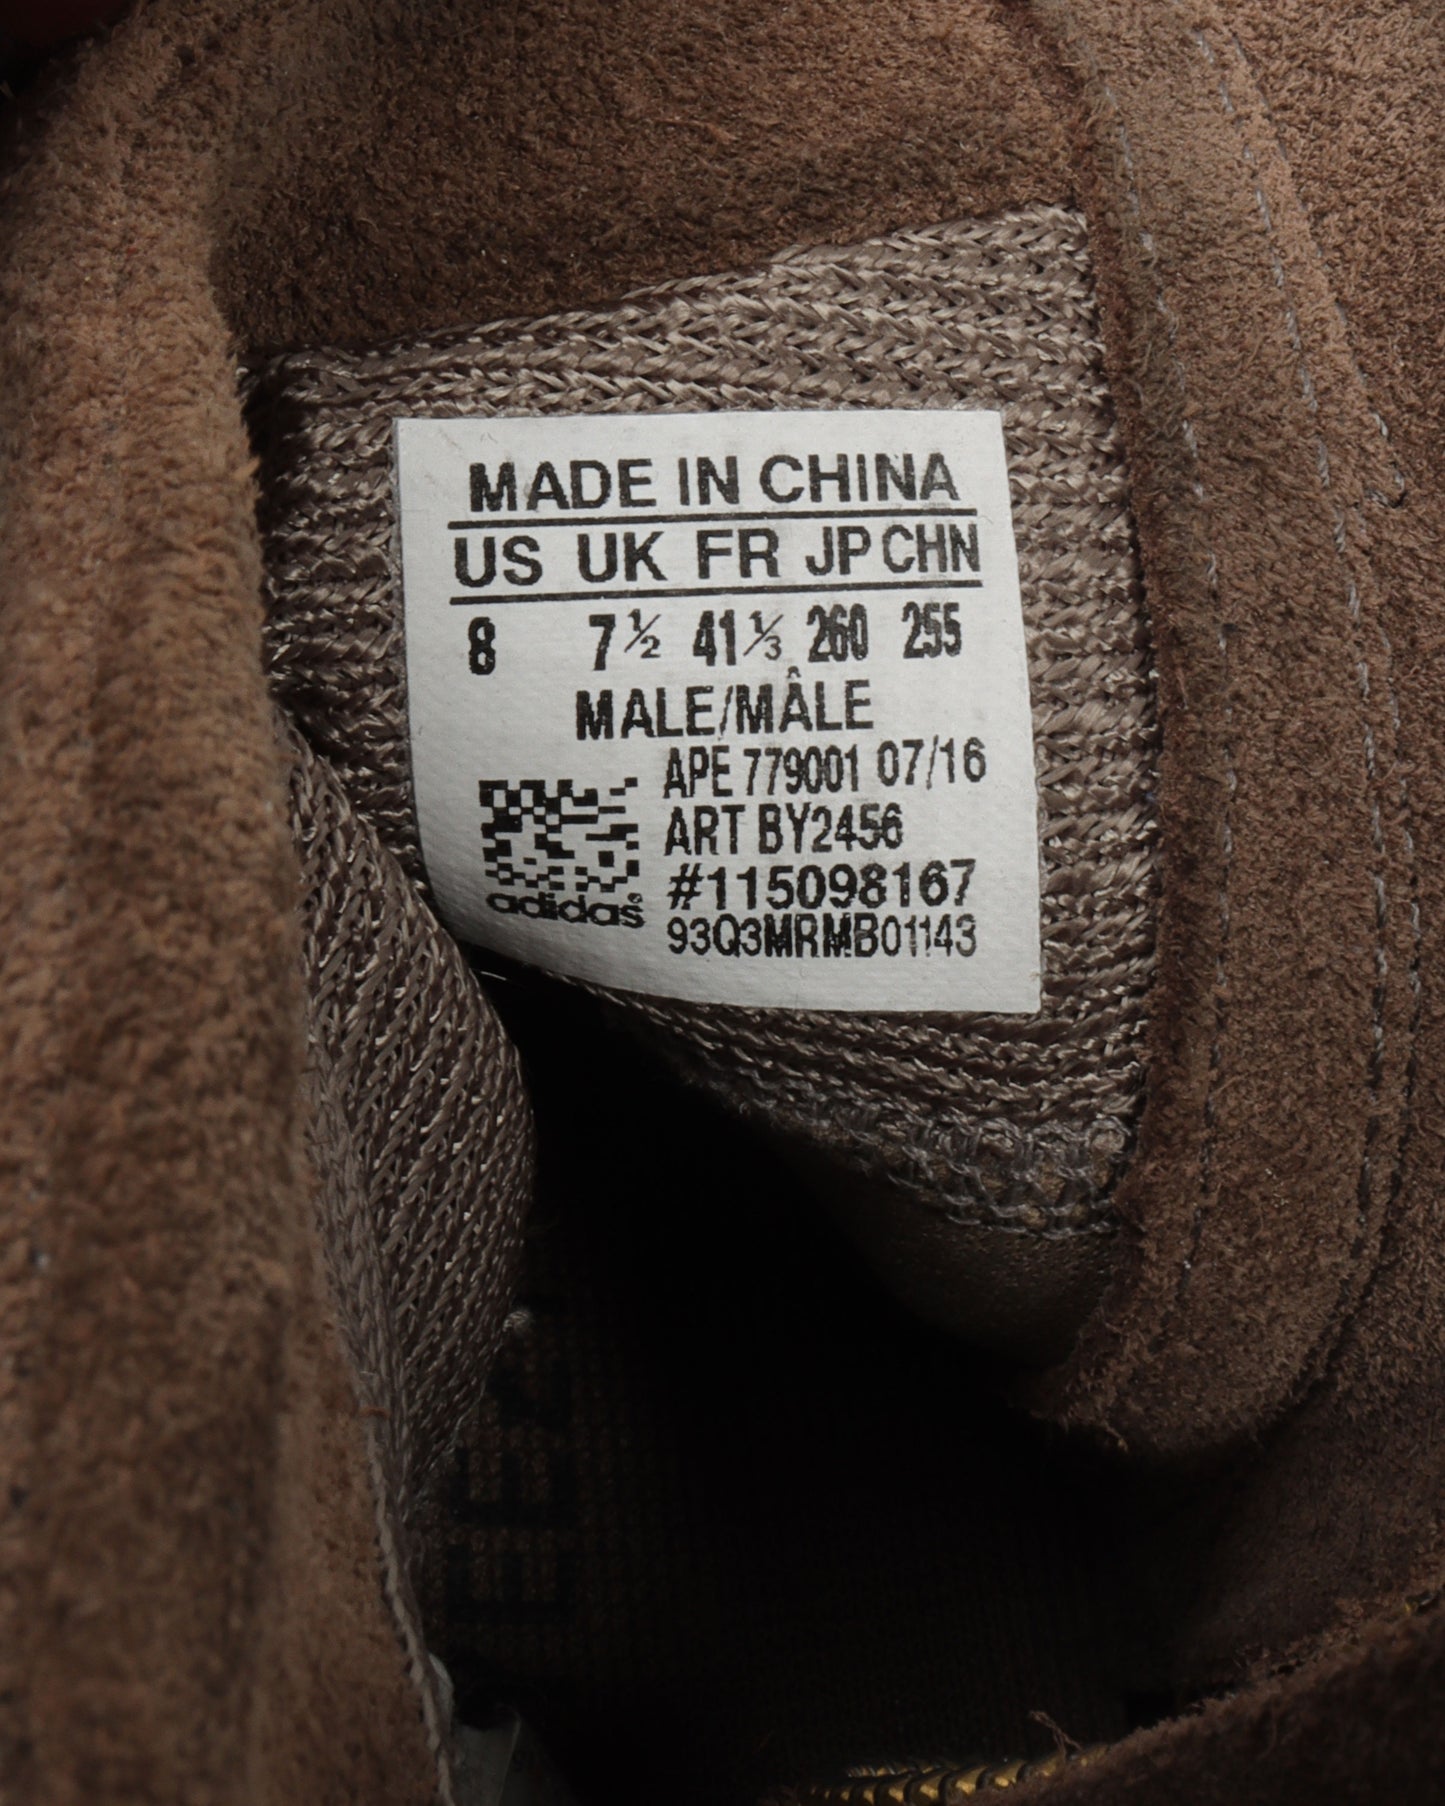 MADE IN CHINA
US UK FR JP CHN
8 7½ 41⅓ 260 255
MALE/MÂLE
APE 779001 07/16
ART BY2456
#115098167
93Q3MRMB01143
adidas®